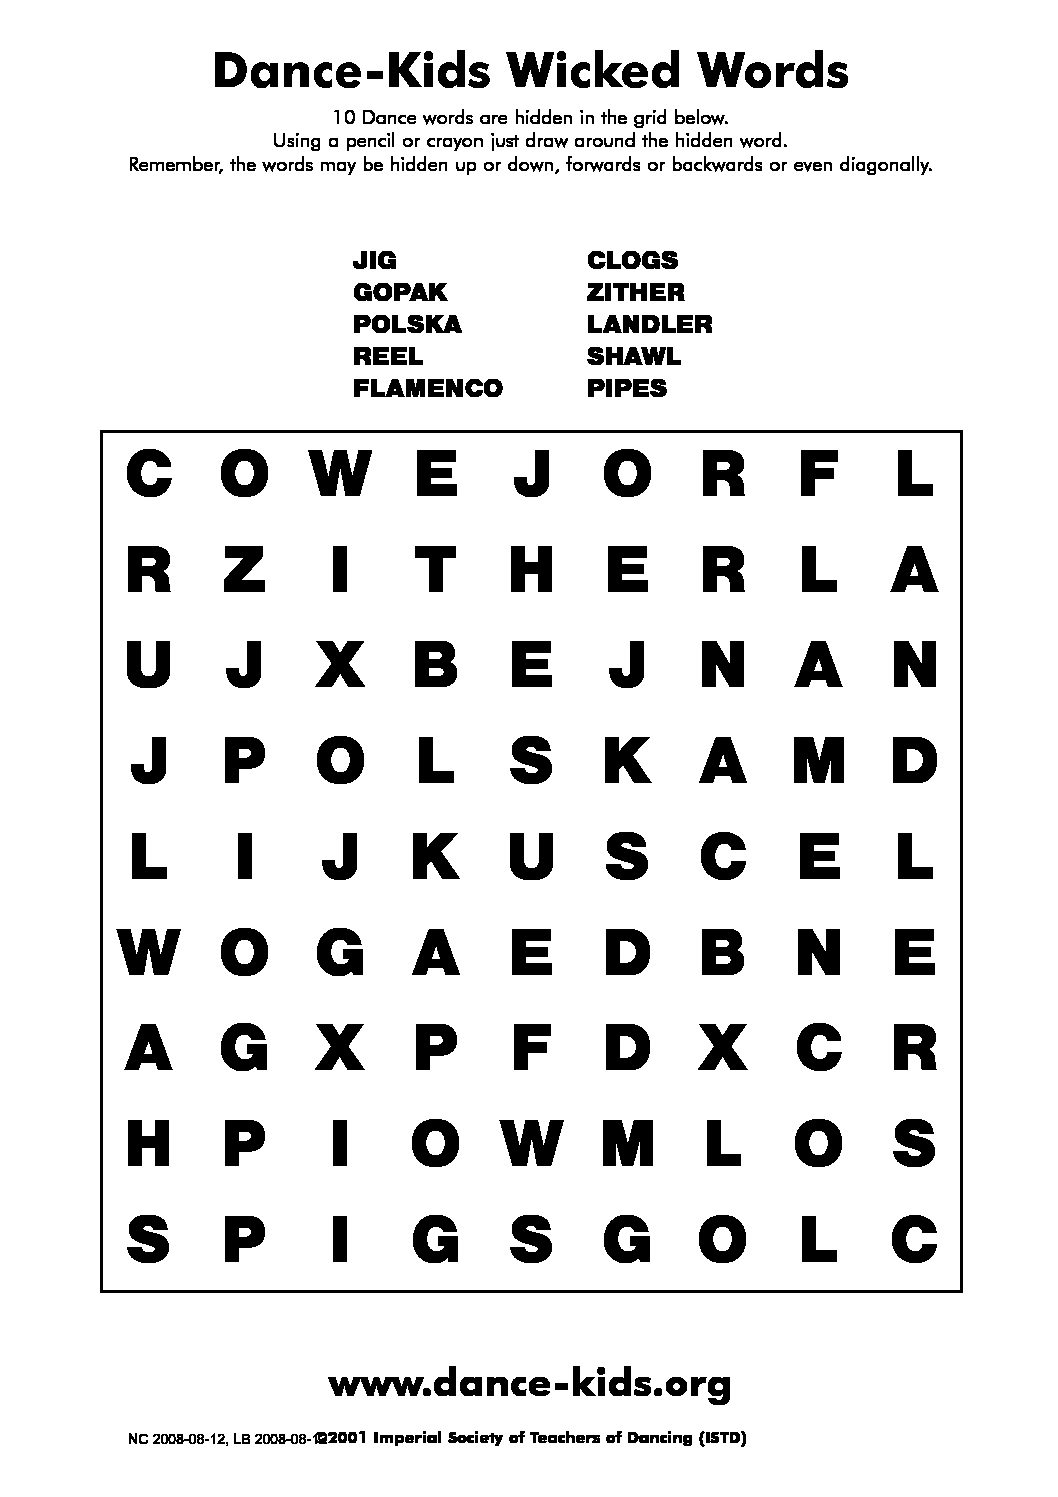 Dance-Kids Wicked Words
10 Dance words are hidden in the grid below.
Using a pencil or crayon just draw around the hidden word.
Remember, the words may be hidden up or down, forwards or backwards or even diagonally.
JIG CLOGS
GOPAK ZITHER
POLSKA LANDLER
REEL SHAWL
FLAMENCO PIPES
C O W E J O R F L
R Z I T H E R L A
U J X B E J N A N
J P O L S K A M D
L I J K U S C E L
W O G A E D B N E
A G X P F D X C R
H P I O W M L O S
S P I G S G O L C
www.dance-kids.org
NC 2008-08-12, LB 2008-08-1 ©2001 Imperial Society of Teachers of Dancing (ISTD)